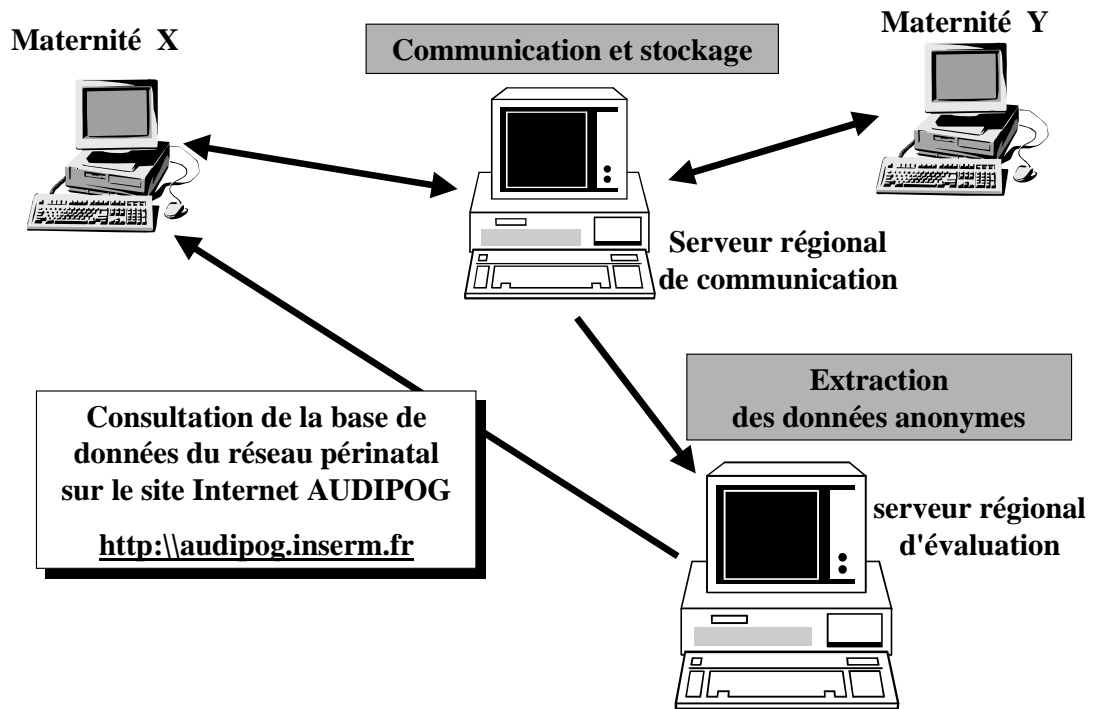 Maternité X
Communication et stockage
Maternité Y
Serveur régional
de communication
Extraction
des données anonymes
Consultation de la base de
données du réseau périnatal
sur le site Internet AUDIPOG
http:\\audipog.inserm.fr
serveur régional
d'évaluation